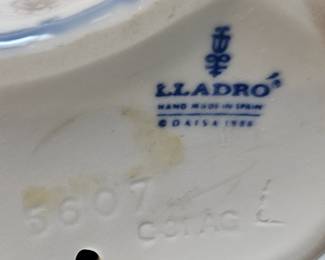 LLADRÓ
HAND MADE IN SPAIN
© DAISA 1988
5607
L